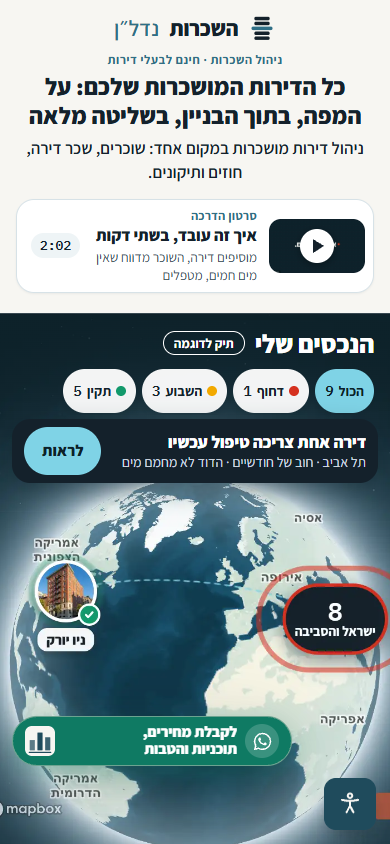 השכרות נדל״ן
ניהול השכרות · חינם לבעלי דירות
כל הדירות המושכרות שלכם: על
המפה, בתוך הבניין, בשליטה מלאה
ניהול דירות מושכרות במקום אחד: שוכרים, שכר דירה,
חוזים ותיקונים.
סרטון הדרכה
איך זה עובד, בשתי דקות
מוסיפים דירה, השוכר מדווח שאין
מים חמים, מטפלים
2:02
הנכסים שלי
תיק לדוגמה
הכול 9
דחוף 1
השבוע 3
תקין 5
דירה אחת צריכה טיפול עכשיו
תל אביב · חוב של חודשיים · הדוד לא מחמם מים
לראות
אסיה
אמריקה
הצפונית
אירופה
8
ישראל והסביבה
ניו יורק
אפריקה
לקבלת מחירים,
תוכניות והטבות
אמריקה
הדרומית
mapbox